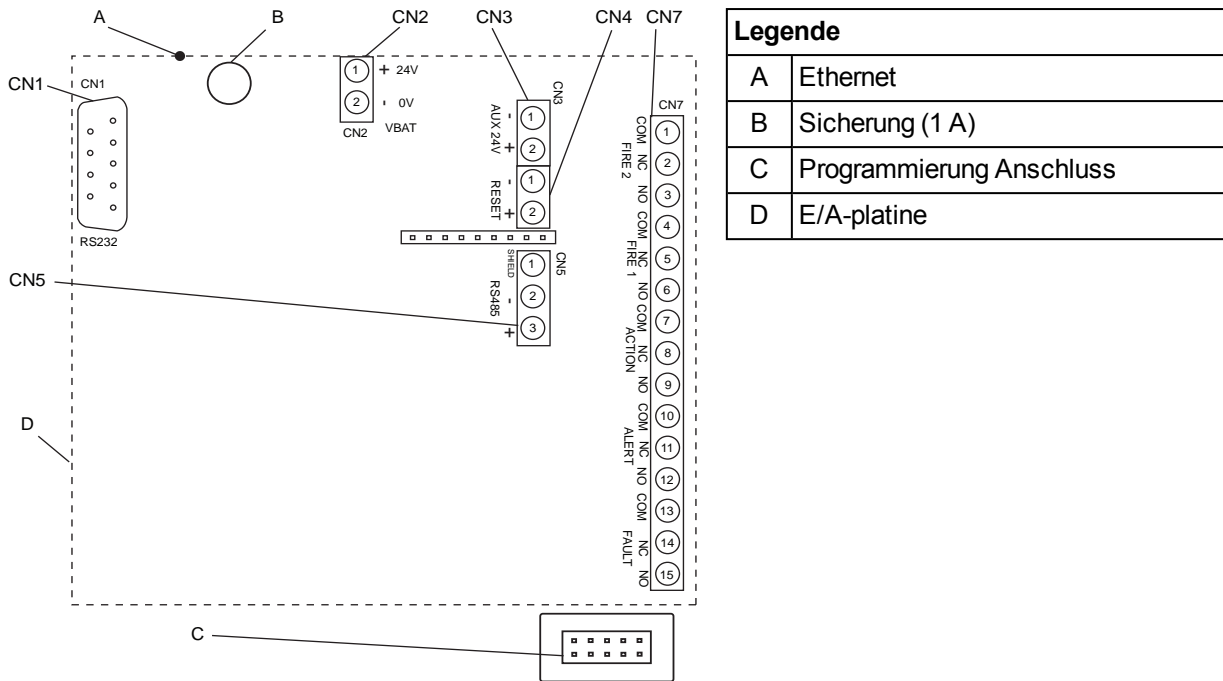 A
B
CN2
CN3
CN4
CN7
CN1
CN1
RS232
1 + 24V
2 - 0V
CN2
VBAT
CN3
AUX 24V
- 1
+ 2
RESET
- 1
+ 2
CN5
CN5
SHIELD 1
RS485
- 2
+ 3
CN7
COM 1
NC 2
NO 3
FIRE 2
COM 4
NC 5
NO 6
FIRE 1
COM 7
NC 8
NO 9
ACTION
COM 10
NC 11
NO 12
ALERT
COM 13
NC 14
NO 15
FAULT
D
C
Legende
A Ethernet
B Sicherung (1 A)
C Programmierung Anschluss
D E/A-platine